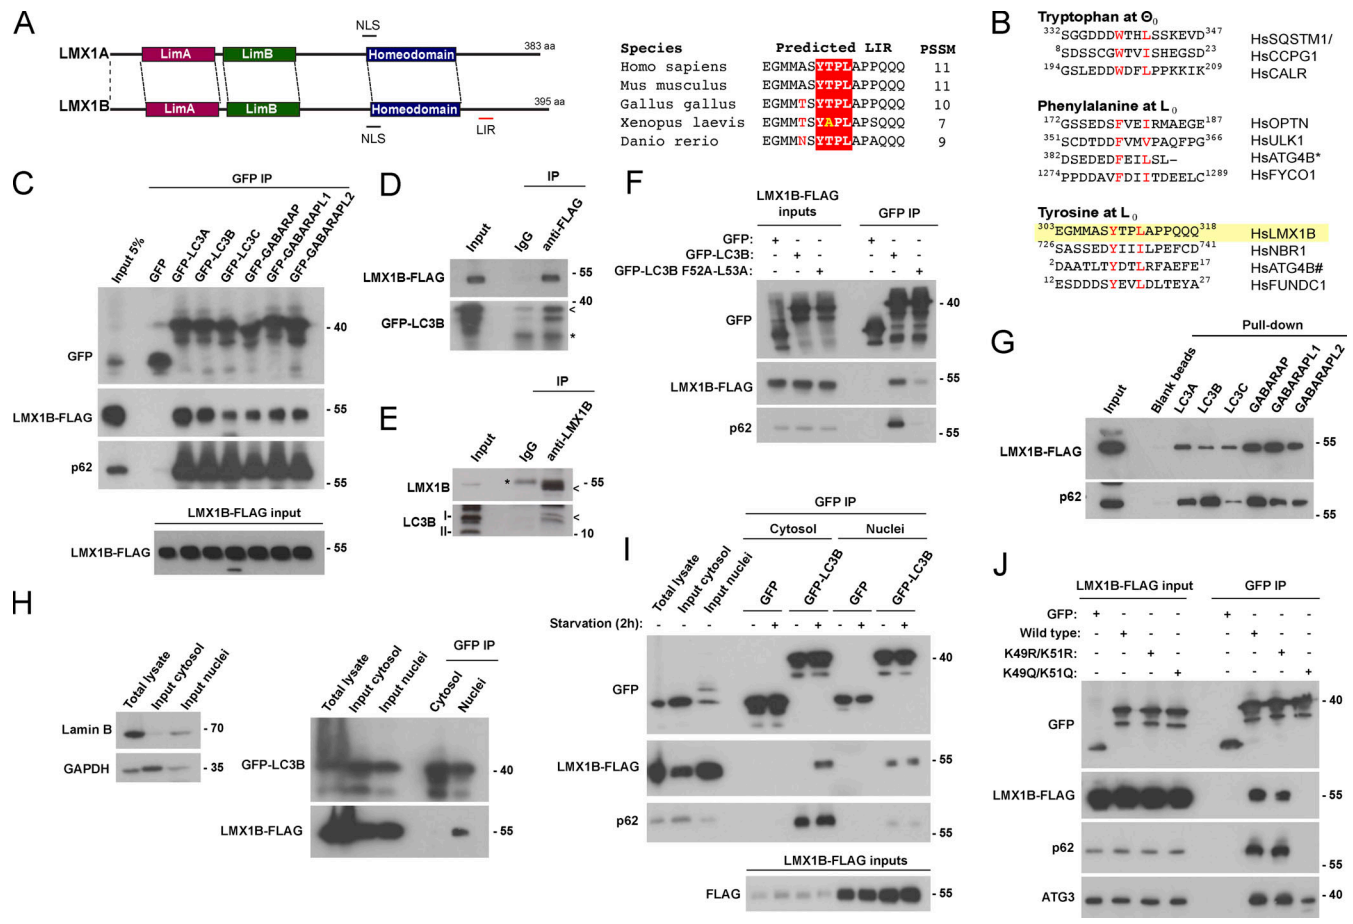 A
NLS
LMX1A LimA LimB Homeodomain 383 aa
LMX1B LimA LimB Homeodomain 395 aa
NLS LIR
Species Predicted LIR PSSM
Homo sapiens EGMMASYTPLAPPQQQ 11
Mus musculus EGMMASYTPLAPPQQQ 11
Gallus gallus EGMMTSYTPLAPPQQQ 10
Xenopus laevis EGMMTSYAPLAPSQQQ 7
Danio rerio EGMMNSYTPLAPAQQQ 9
B
Tryptophan at Θ0
332SGGDDDWTHLSSKEVD347 HsSQSTM1/
8SDSSCGWTVISHEGSD23 HsCCPG1
194GSLEDDWDFLPPKKIK209 HsCALR
Phenylalanine at L0
172GSSEDSFVEIRMAEGE187 HsOPTN
351SCDTDDFVMVPAQFPG366 HsULK1
382DSEDEDFEILSL– HsATG4B*
1274PPDDAVFDIITDEELC1289 HsFYCO1
Tyrosine at L0
303EGMMASYTPLAPPQQQ318 HsLMX1B
726SASSEDYIIILPEFCD741 HsNBR1
2DAATLTYDTLRFAEFE17 HsATG4B#
12ESDDDSYEVLDLTEYA27 HsFUNDC1
C
GFP IP
Input 5%
GFP
GFP-LC3A
GFP-LC3B
GFP-LC3C
GFP-GABARAP
GFP-GABARAPL1
GFP-GABARAPL2
GFP - 40
LMX1B-FLAG - 55
p62 - 55
LMX1B-FLAG input
LMX1B-FLAG - 55
D
IP
Input
IgG
anti-FLAG
LMX1B-FLAG - 55
- 40
GFP-LC3B <
*
E
IP
Input
IgG
anti-LMX1B
LMX1B * - 55
<
LC3B I- <
II- - 10
F
LMX1B-FLAG
inputs GFP IP
GFP: + - - + - -
GFP-LC3B: - + - - + -
GFP-LC3B F52A-L53A: - - + - - +
GFP - 40
LMX1B-FLAG - 55
p62 - 55
G
Pull-down
Input
Blank beads
LC3A
LC3B
LC3C
GABARAP
GABARAPL1
GABARAPL2
LMX1B-FLAG - 55
p62 - 55
H
Total lysate
Input cytosol
Input nuclei
Lamin B - 70
GAPDH - 35
GFP IP
Total lysate
Input cytosol
Input nuclei
Cytosol
Nuclei
GFP-LC3B - 40
LMX1B-FLAG - 55
I
GFP IP
Cytosol Nuclei
Total lysate
Input cytosol
Input nuclei
GFP
GFP-LC3B
GFP
GFP-LC3B
Starvation (2h): - - - - + - + - + - +
GFP - 40
LMX1B-FLAG - 55
p62 - 55
LMX1B-FLAG inputs
FLAG - 55
J
LMX1B-FLAG input GFP IP
GFP: + - - - + - - -
Wild type: - + - - - + - -
K49R/K51R: - - + - - - + -
K49Q/K51Q: - - - + - - - +
GFP - 40
LMX1B-FLAG - 55
p62 - 55
ATG3 - 40